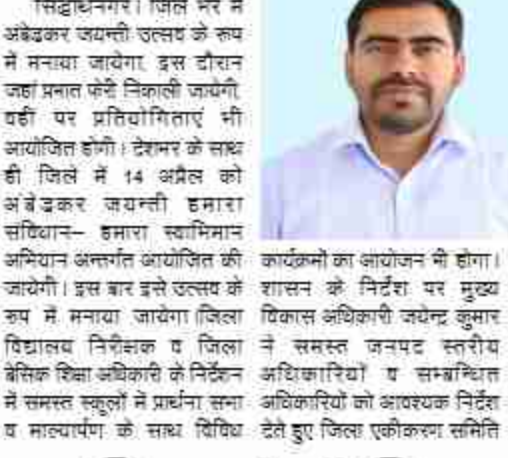 सिद्धार्थनगर। जिले भर में
अंबेडकर जयन्ती उत्सव के रूप
में मनाया जायेगा, इस दौरान
जहां प्रभात फेरी निकाली जायेगी,
वहीं पर प्रतियोगिताएं भी
आयोजित होगी। देशभर के साथ
ही जिले में 14 अप्रैल को
अंबेडकर जयन्ती हमारा
संविधान– हमारा स्वाभिमान
अभियान अन्तर्गत आयोजित की
जायेगी। इस बार इसे उत्सव के
रूप में मनाया जायेगा।जिला
विद्यालय निरीक्षक व जिला
बेसिक शिक्षा अधिकारी के निर्देशन
में समस्त स्कूलों में प्रार्थना सभा
व माल्यार्पण के साथ विविध
कार्यक्रमों का आयोजन भी होगा।
शासन के निर्देश पर मुख्य
विकास अधिकारी जयेन्द्र कुमार
ने समस्त जनपद स्तरीय
अधिकारियों व सम्बन्धित
अधिकारियों को आवश्यक निर्देश
देते हुए जिला एकीकरण समिति